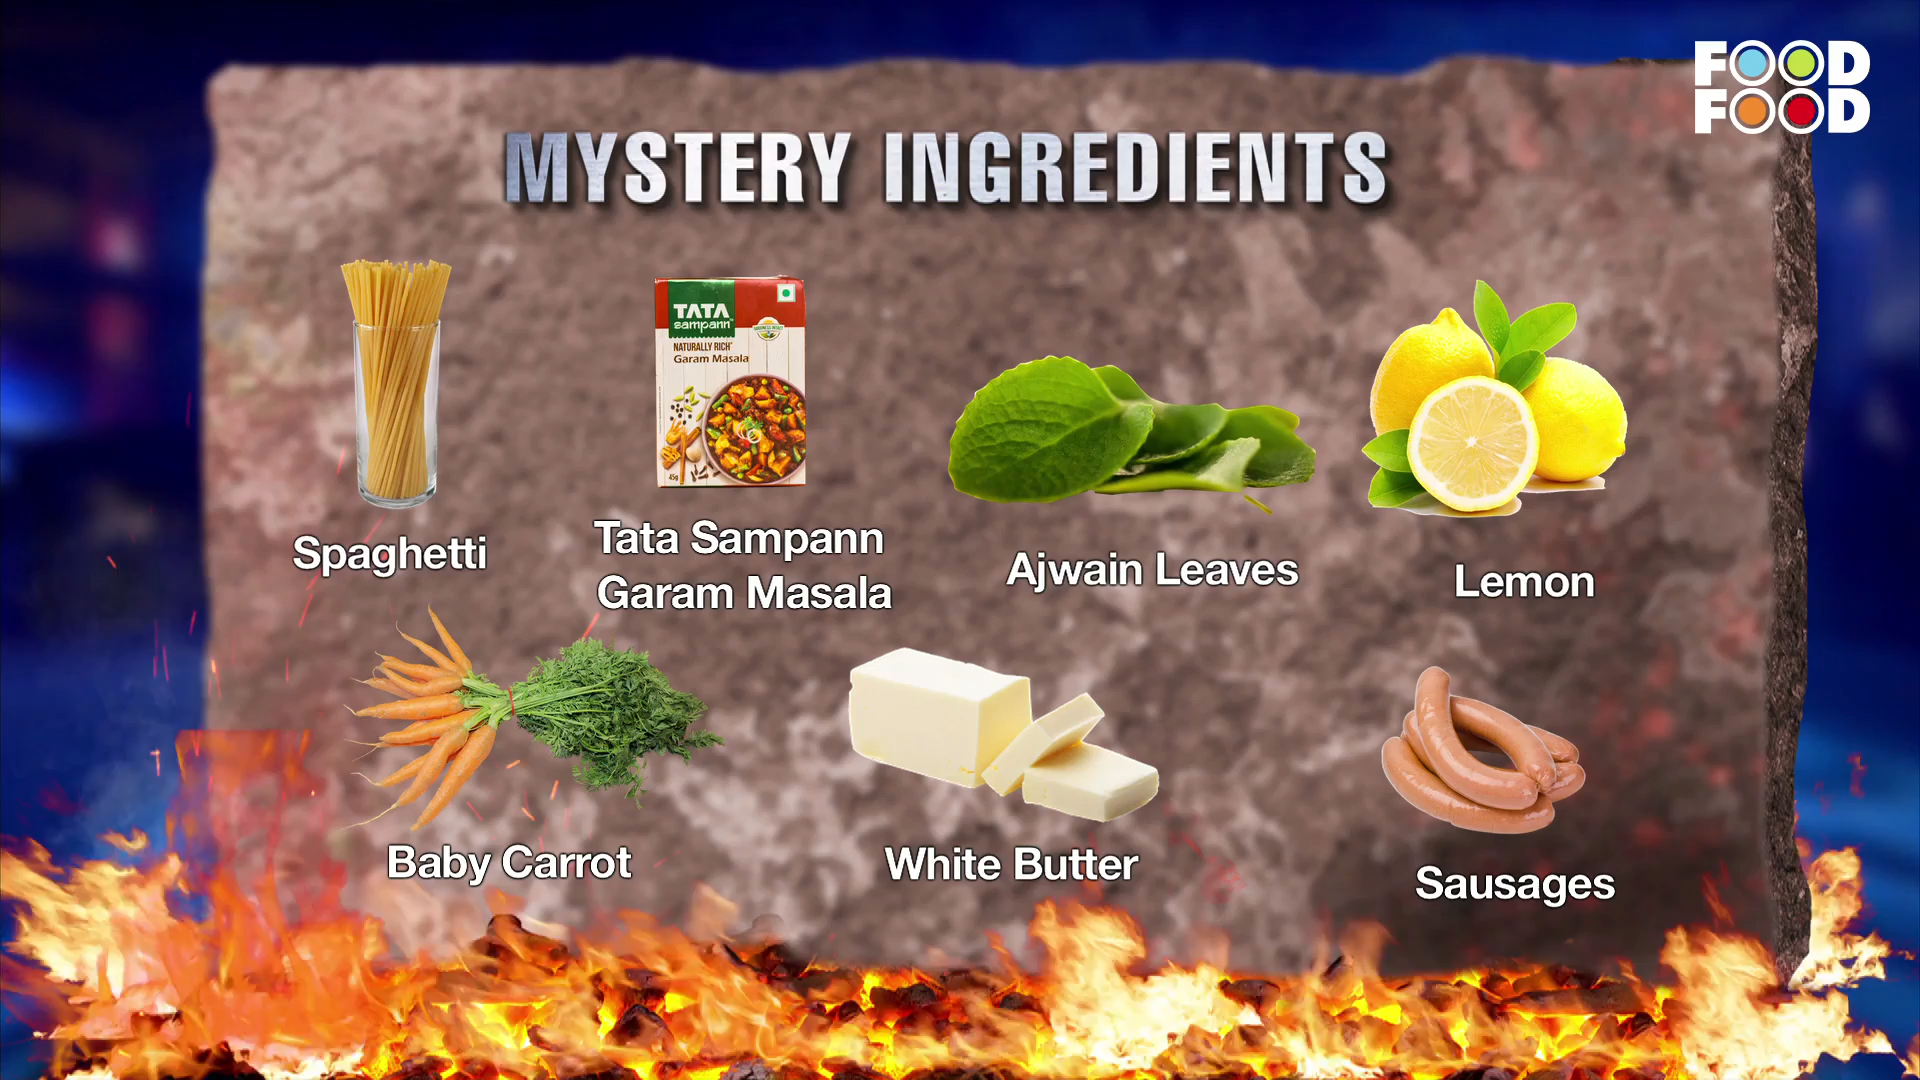 FOOD
FOOD
MYSTERY INGREDIENTS
TATA
sampann
NATURALLY RICH
Garam Masala
45g
Spaghetti
Tata Sampann
Garam Masala
Ajwain Leaves
Lemon
Baby Carrot
White Butter
Sausages